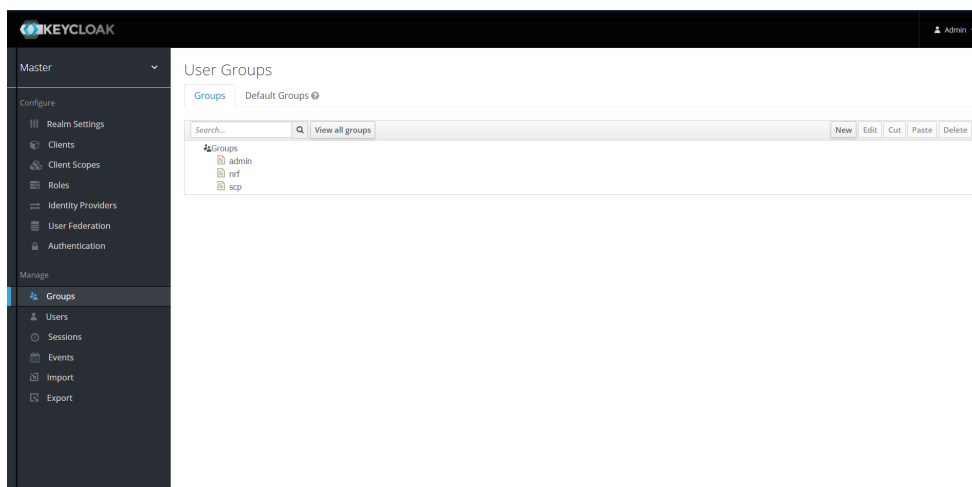 KEYCLOAK
Admin
Master
Configure
Realm Settings
Clients
Client Scopes
Roles
Identity Providers
User Federation
Authentication
Manage
Groups
Users
Sessions
Events
Import
Export
User Groups
Groups Default Groups
Search... View all groups New Edit Cut Paste Delete
Groups
admin
nrf
scp